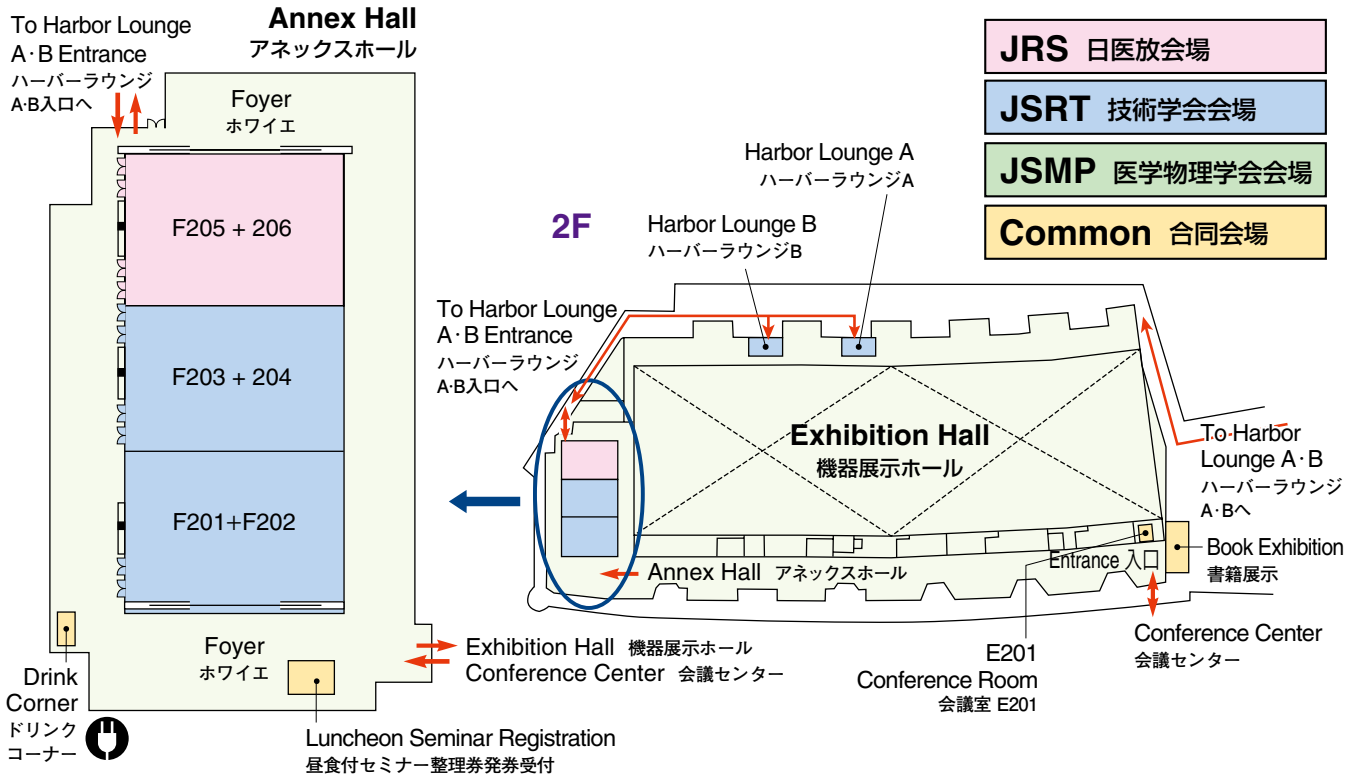 To Harbor Lounge
A･B Entrance
ハーバーラウンジ
A･B入口へ
Annex Hall
アネックスホール
Foyer
ホワイエ
F205 + 206
F203 + 204
F201+F202
Foyer
ホワイエ
Drink
Corner
ドリンク
コーナー
Luncheon Seminar Registration
昼食付セミナー整理券発券受付
Exhibition Hall 機器展示ホール
Conference Center 会議センター
JRS 日医放会場
JSRT 技術学会会場
JSMP 医学物理学会会場
Common 合同会場
2F
Harbor Lounge A
ハーバーラウンジA
Harbor Lounge B
ハーバーラウンジB
To Harbor Lounge
A･B Entrance
ハーバーラウンジ
A･B入口へ
Exhibition Hall
機器展示ホール
To Harbor
Lounge A･B
ハーバーラウンジ
A･Bへ
Annex Hall アネックスホール
Entrance 入口
Book Exhibition
書籍展示
E201
Conference Room
会議室 E201
Conference Center
会議センター